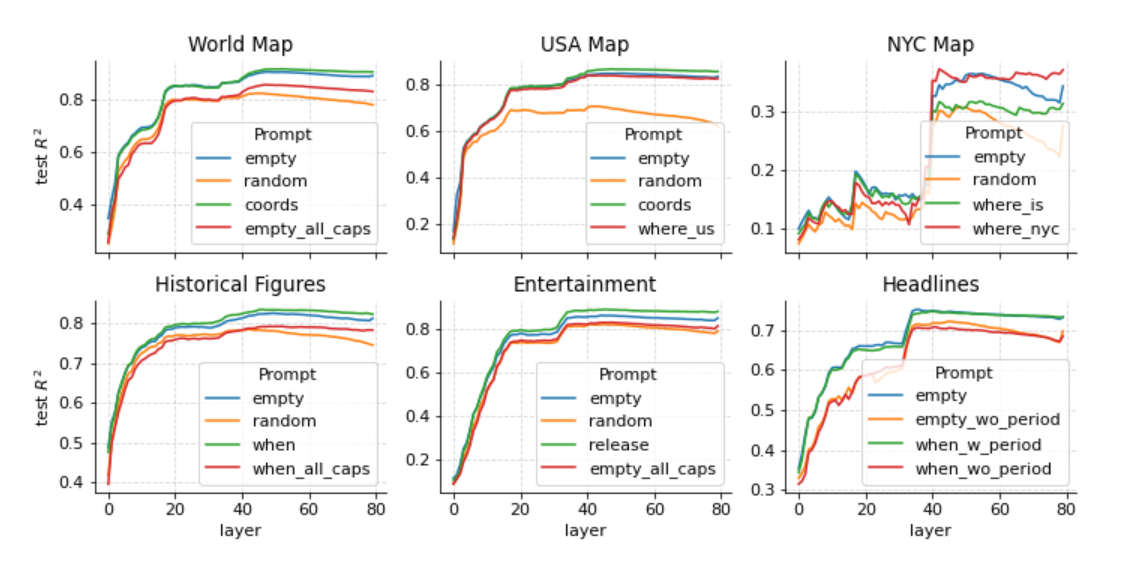 World Map
USA Map
NYC Map
test R²
0.8
0.6
0.4
Prompt
empty
random
coords
empty_all_caps
0.8
0.6
0.4
0.2
Prompt
empty
random
coords
where_us
0.3
0.2
0.1
Prompt
empty
random
where_is
where_nyc
Historical Figures
Entertainment
Headlines
test R²
0.8
0.7
0.6
0.5
0.4
Prompt
empty
random
when
when_all_caps
0 20 40 60 80
layer
0.8
0.6
0.4
0.2
Prompt
empty
random
release
empty_all_caps
0 20 40 60 80
layer
0.7
0.6
0.5
0.4
0.3
Prompt
empty
empty_wo_period
when_w_period
when_wo_period
0 20 40 60 80
layer